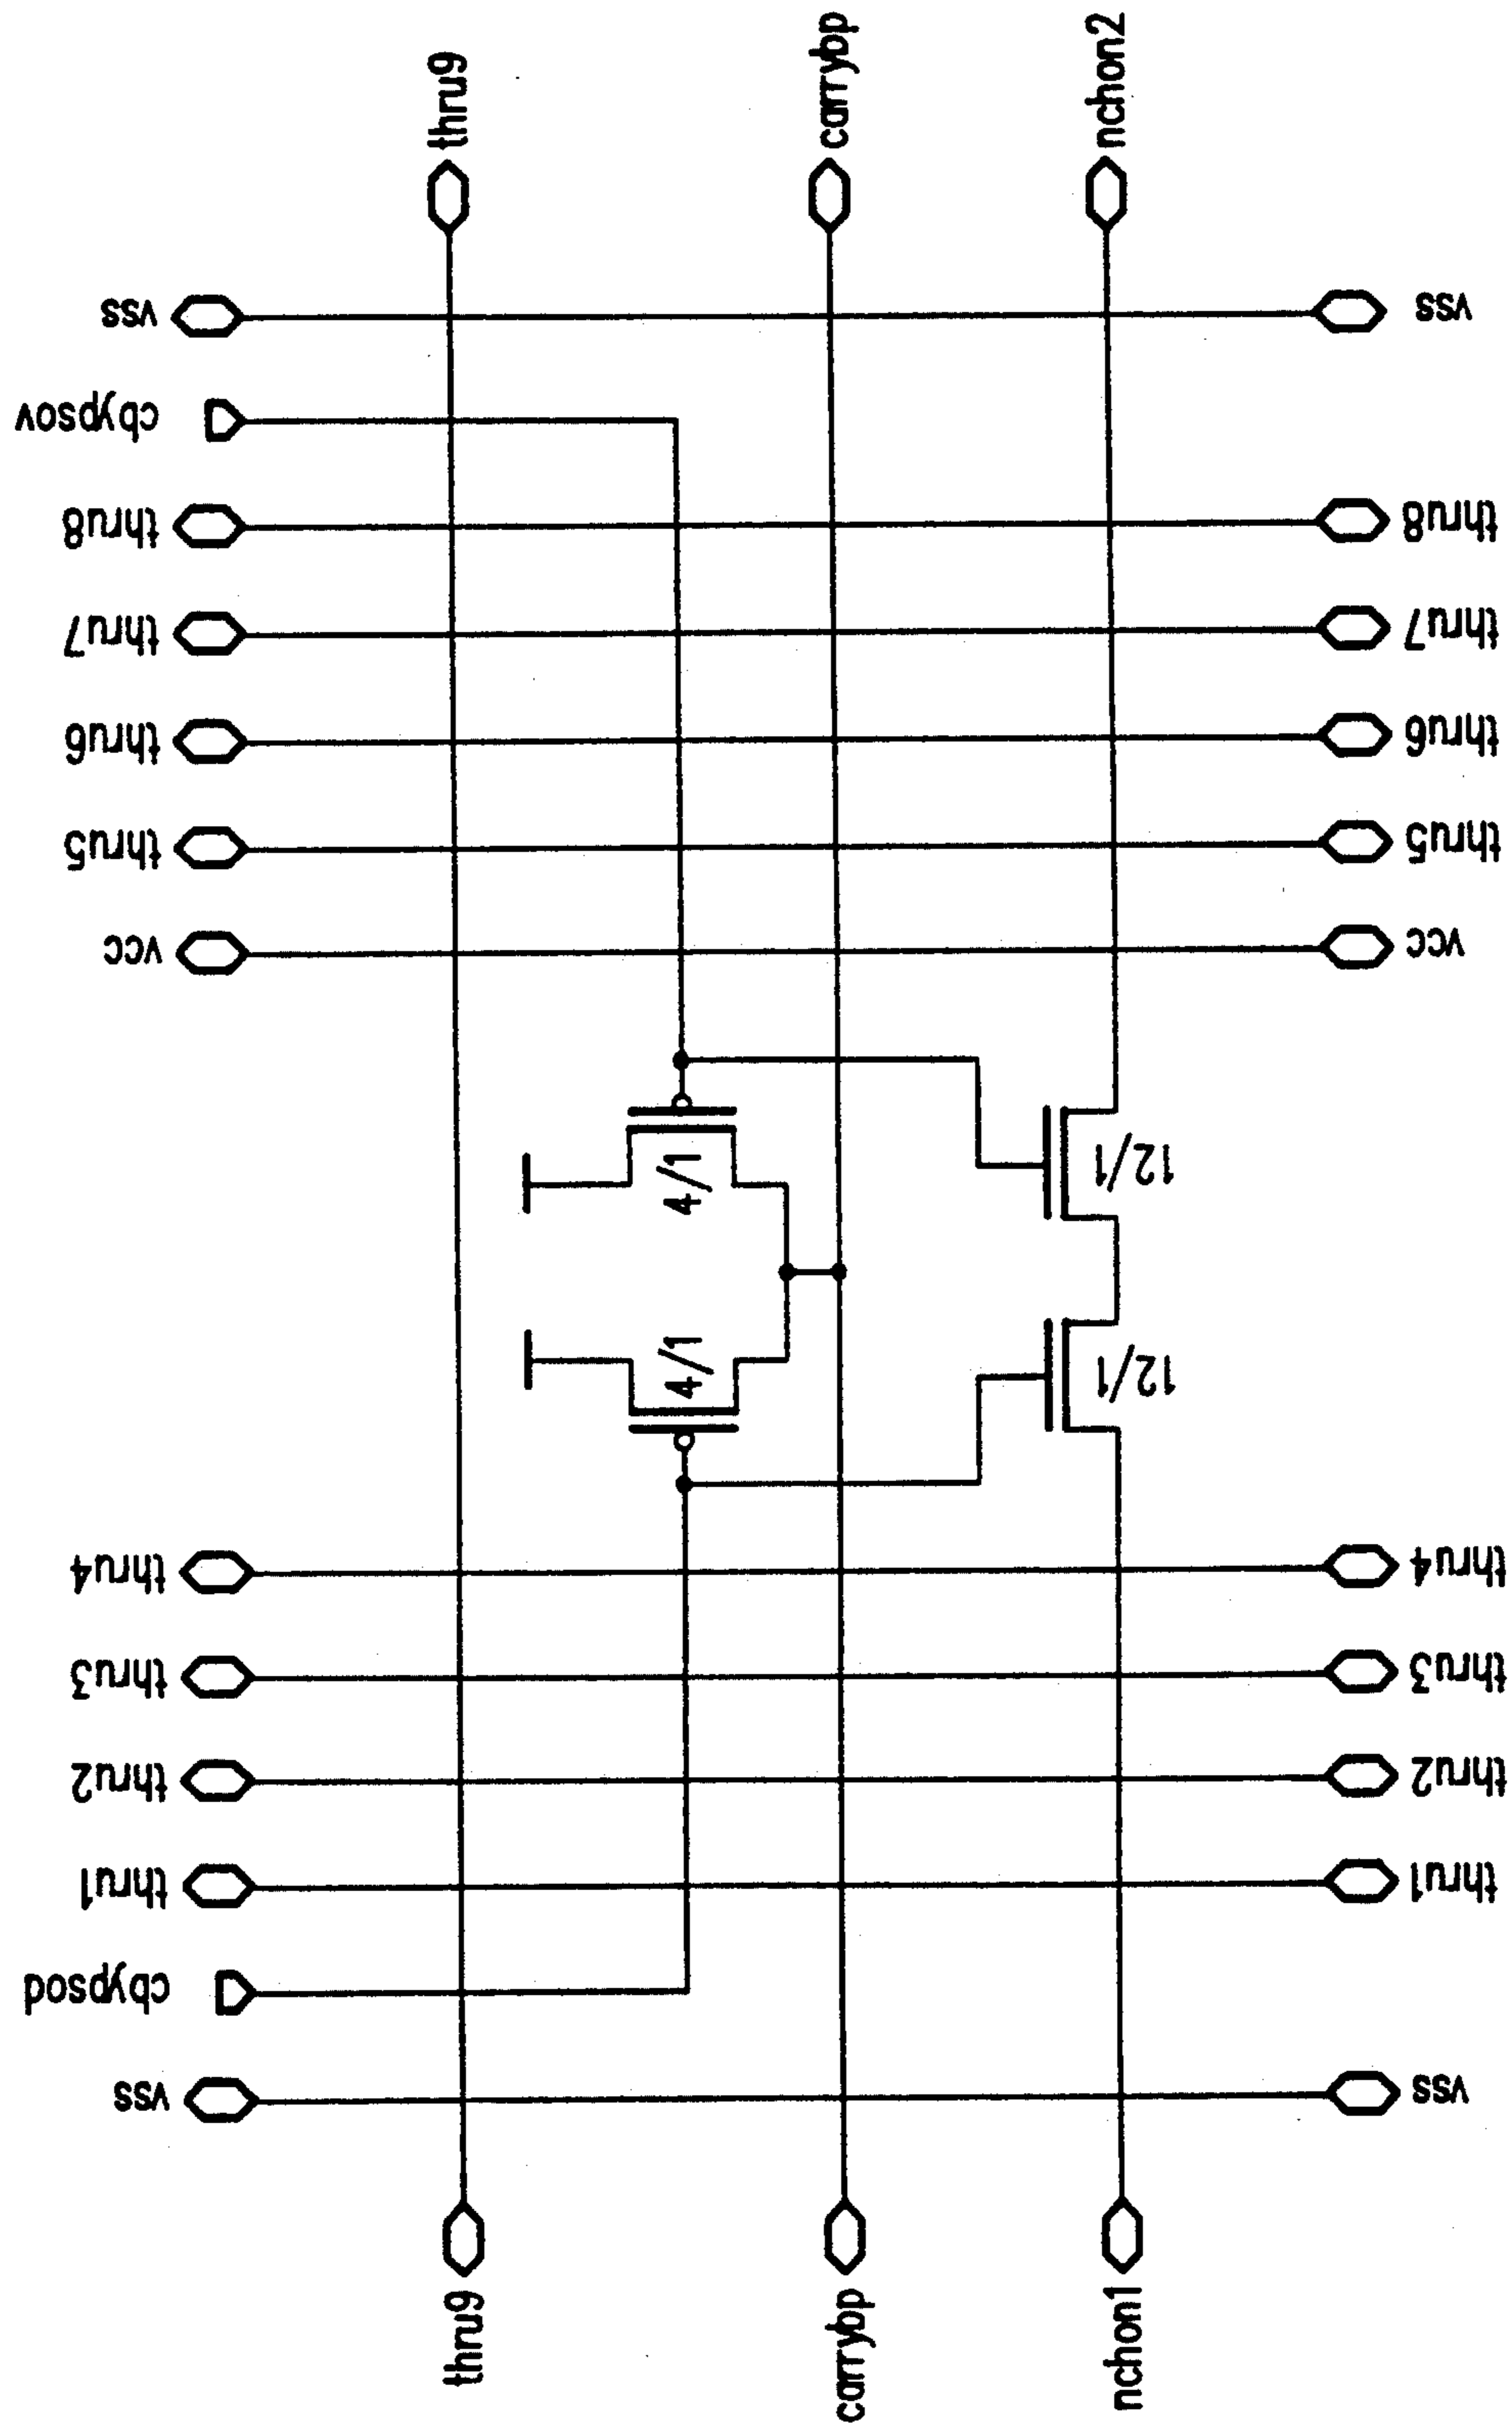 thru9
carrybp
nchon2
vss
vss
cbypsov
thru8
thru8
thru7
thru7
thru6
thru6
thru5
thru5
vcc
vcc
4/1
12/1
4/1
12/1
thru4
thru4
thru3
thru3
thru2
thru2
thru1
thru1
cbypsod
vss
vss
thru9
carrybp
nchon1